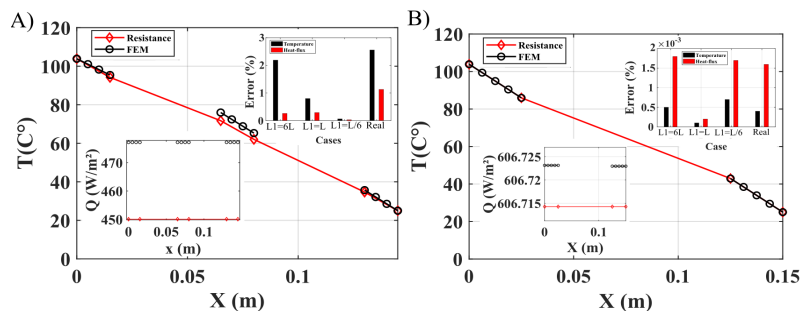 A)
120
100
80
60
40
20
0
T(C°)
0
0.05
0.1
X (m)
Resistance
FEM
3
2
1
0
Error (%)
Temperature
Heat-flux
L1=6L
L1=L
L1=L/6
Real
Cases
470
460
450
Q (W/m²)
0
0.05
0.1
x (m)
B)
120
100
80
60
40
20
0
T(C°)
0
0.05
0.1
0.15
X (m)
Resistance
FEM
×10⁻³
2
1.5
1
0.5
0
Error (%)
Temperature
Heat-flux
L1=6L
L1=L
L1=L/6
Real
Case
606.725
606.72
606.715
Q (W/m²)
0
0.05
0.1
X (m)